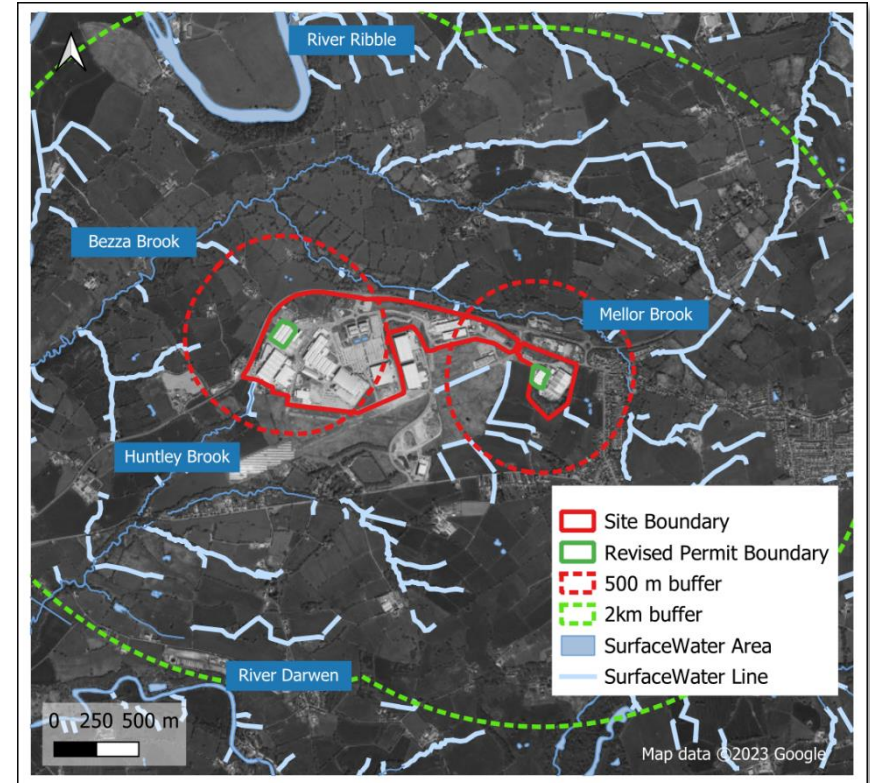 River Ribble
Bezza Brook
Mellor Brook
Huntley Brook
Site Boundary
Revised Permit Boundary
500 m buffer
2km buffer
SurfaceWater Area
SurfaceWater Line
River Darwen
0 250 500 m
Map data ©2023 Google